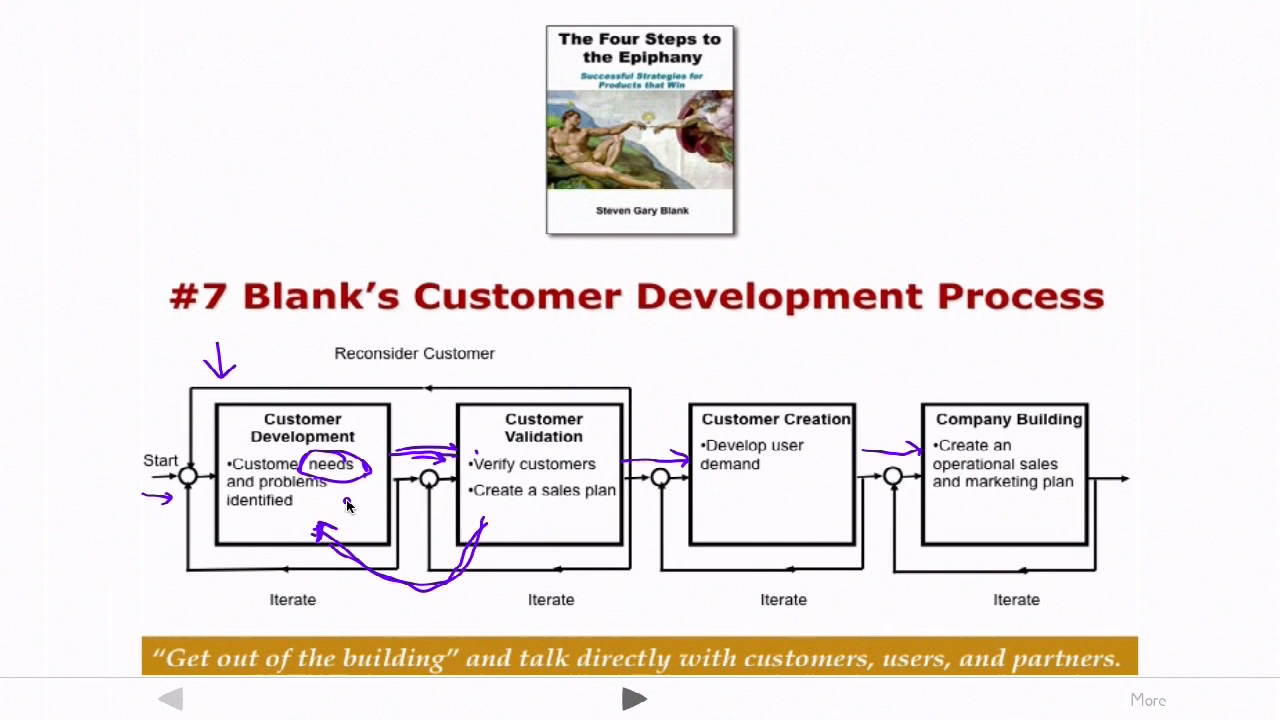 The Four Steps to
the Epiphany
Successful Strategies for
Products that Win
Steven Gary Blank
#7 Blank's Customer Development Process
Reconsider Customer
Start
Customer
Development
•Customer needs
and problems
identified
Customer
Validation
•Verify customers
•Create a sales plan
Customer Creation
•Develop user
demand
Company Building
•Create an
operational sales
and marketing plan
Iterate
Iterate
Iterate
Iterate
“Get out of the building” and talk directly with customers, users, and partners.
More